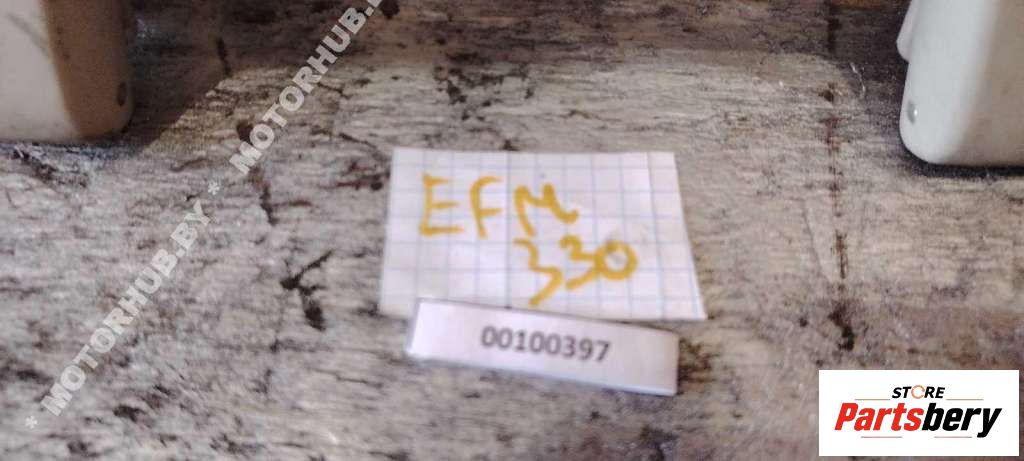 * MOTORHUB.BY * MOTORHUB.
EFM
330
00100397
STORE
Partsbery